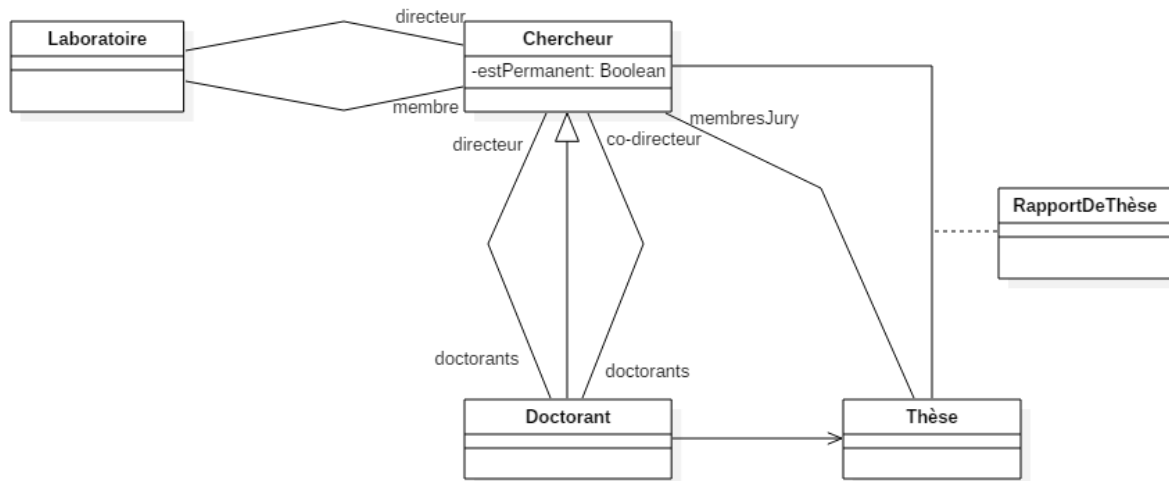 directeur
Laboratoire
Chercheur
-estPermanent: Boolean
membre
membresJury
directeur
co-directeur
RapportDeThèse
doctorants
doctorants
Doctorant
Thèse